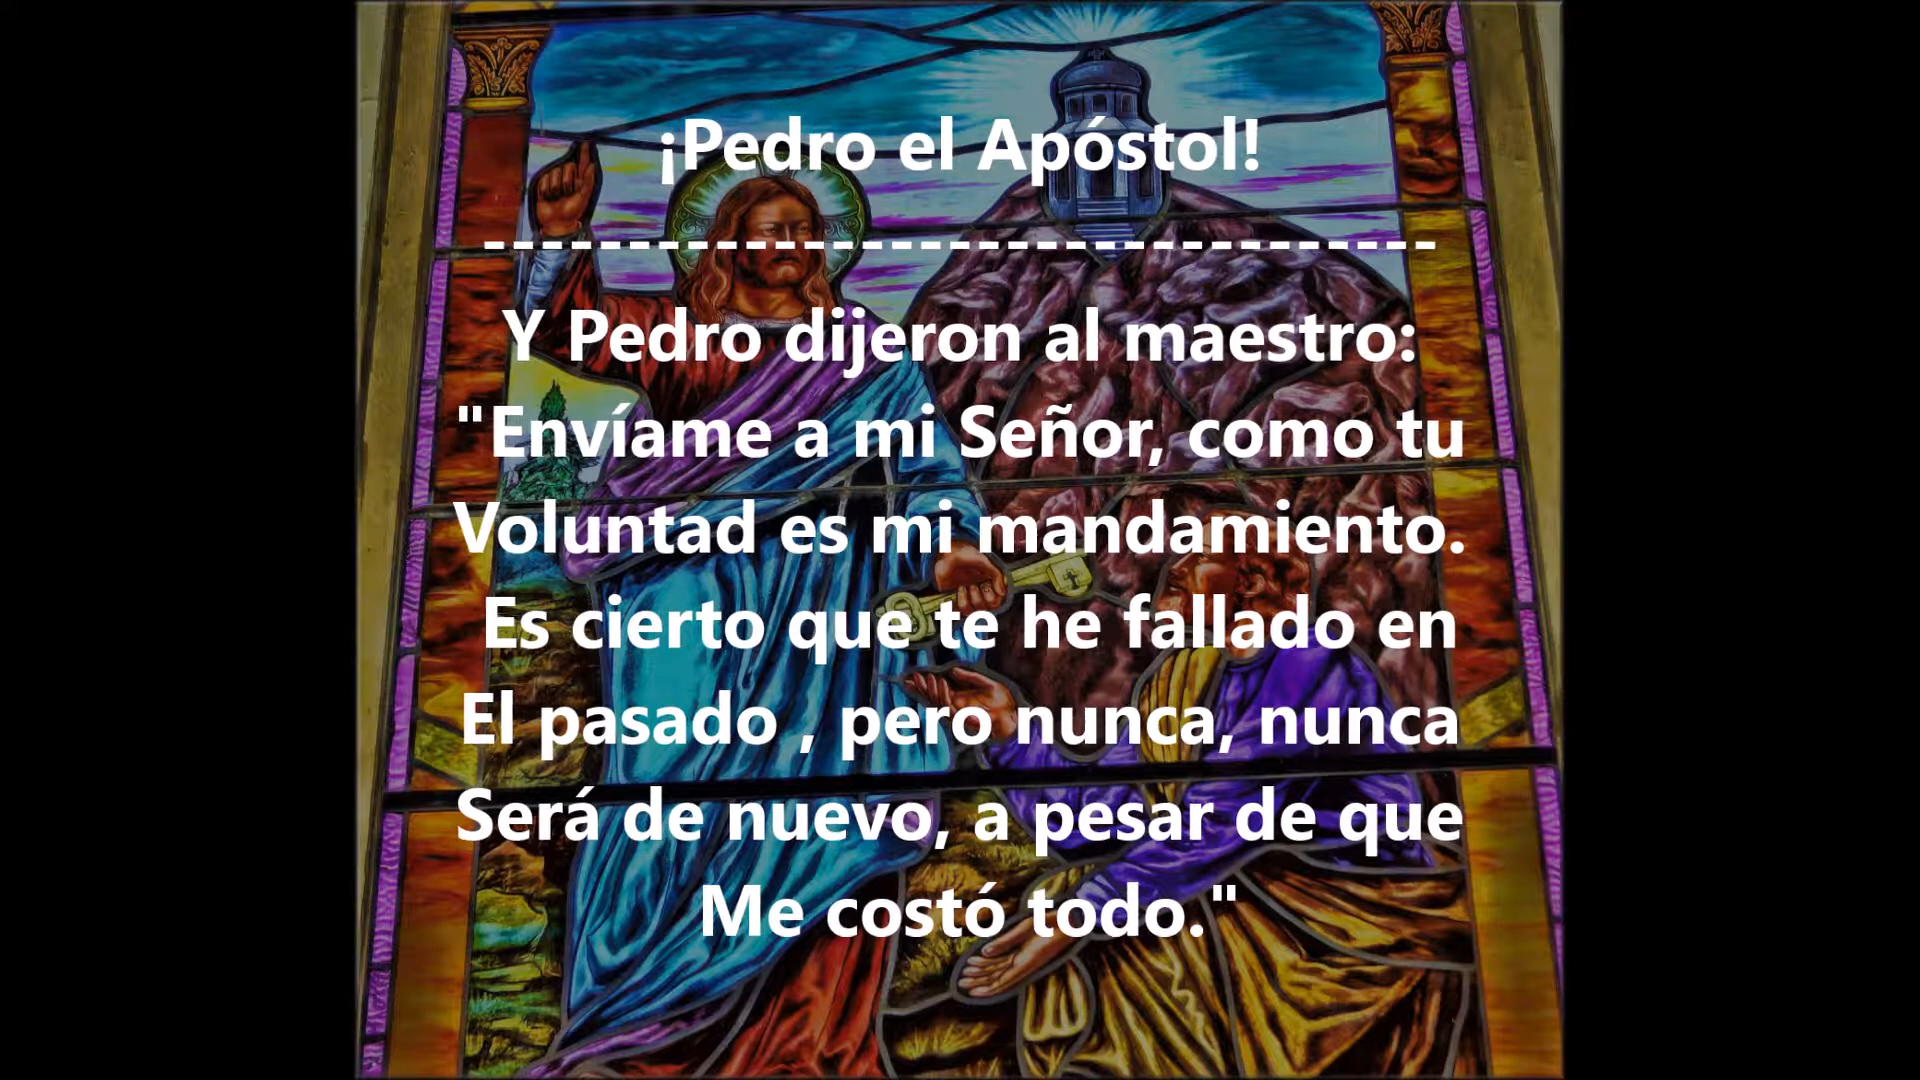 ¡Pedro el Apóstol!
----------------------------------
Y Pedro dijeron al maestro:
"Envíame a mi Señor, como tu
Voluntad es mi mandamiento.
Es cierto que te he fallado en
El pasado , pero nunca, nunca
Será de nuevo, a pesar de que
Me costó todo."